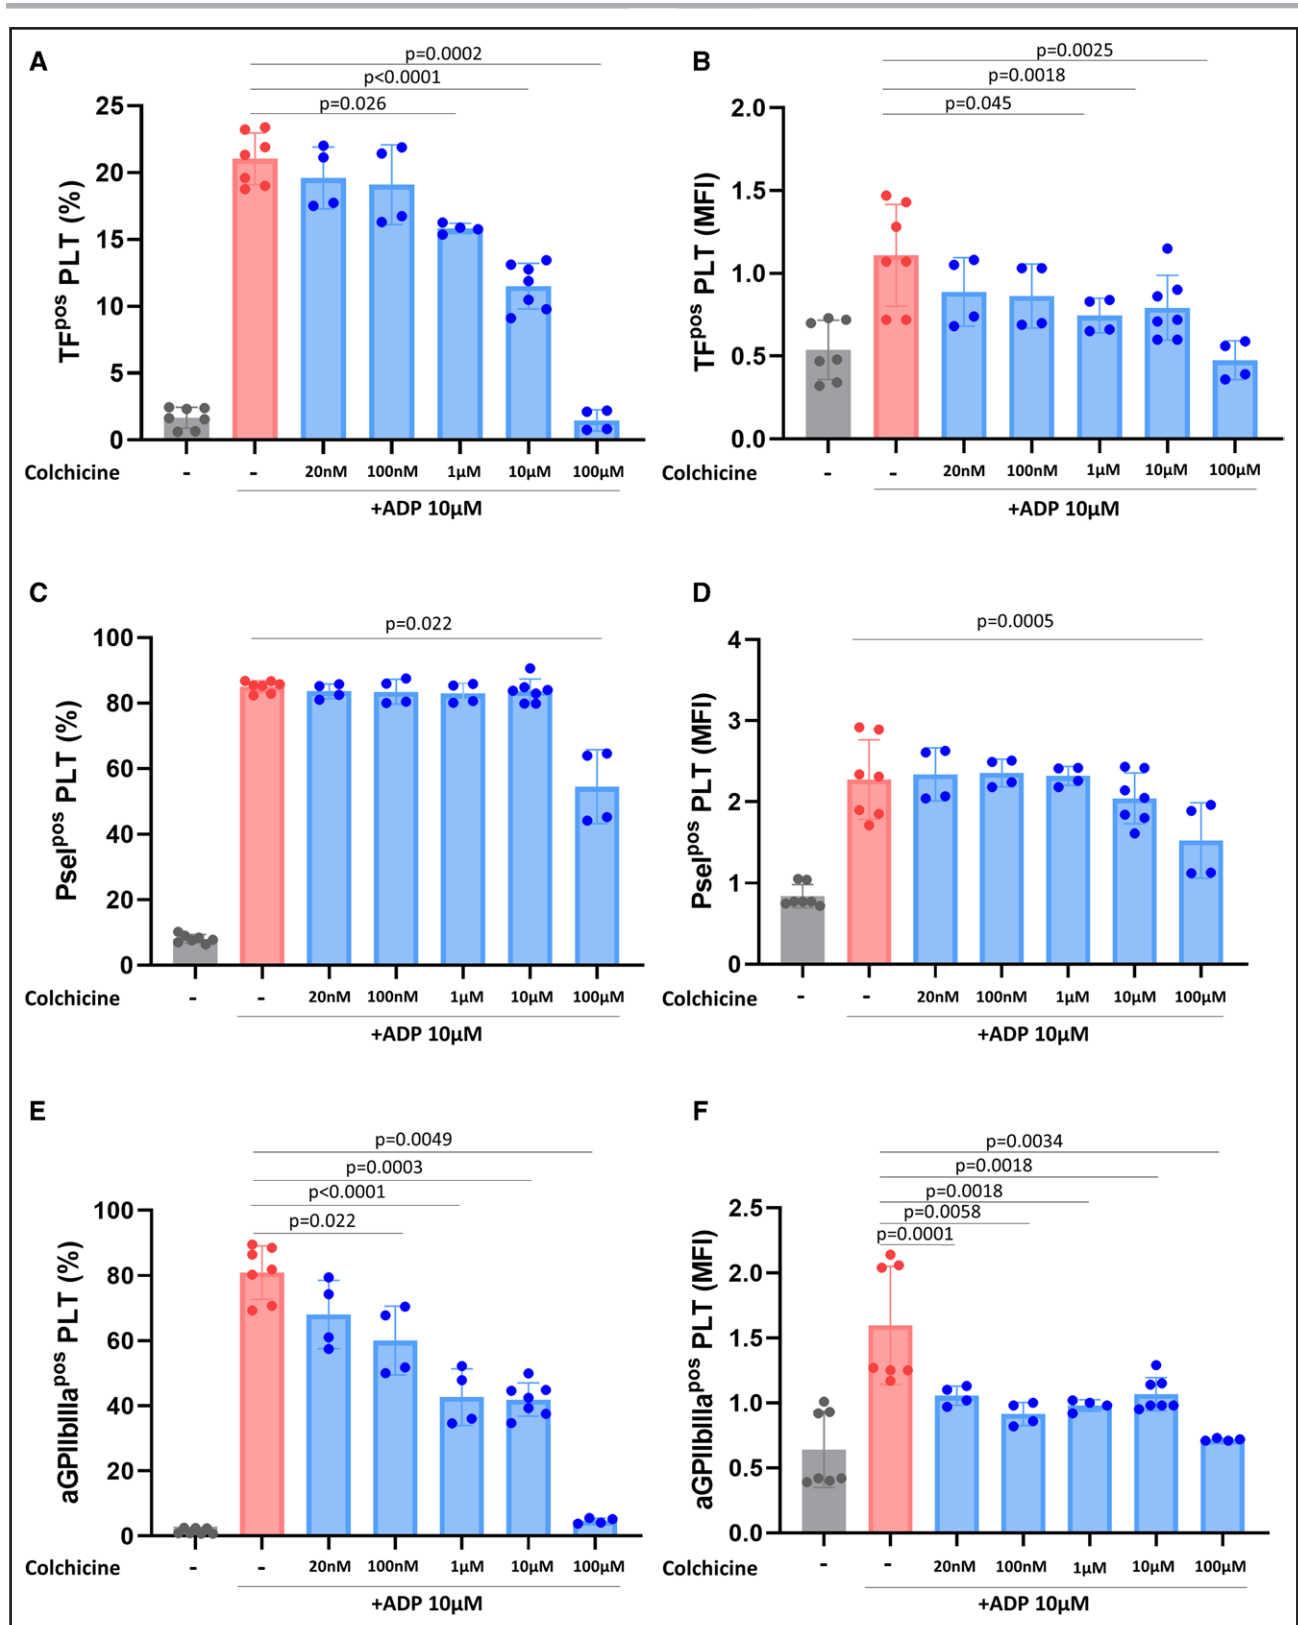 A
p=0.0002
p<0.0001
p=0.026
TFpos PLT (%)
25
20
15
10
5
0
Colchicine - - 20nM 100nM 1μM 10μM 100μM
+ADP 10μM
B
p=0.0025
p=0.0018
p=0.045
TFpos PLT (MFI)
2.0
1.5
1.0
0.5
0.0
Colchicine - - 20nM 100nM 1μM 10μM 100μM
+ADP 10μM
C
p=0.022
Pselpos PLT (%)
100
80
60
40
20
0
Colchicine - - 20nM 100nM 1μM 10μM 100μM
+ADP 10μM
D
p=0.0005
Pselpos PLT (MFI)
4
3
2
1
0
Colchicine - - 20nM 100nM 1μM 10μM 100μM
+ADP 10μM
E
p=0.0049
p=0.0003
p<0.0001
p=0.022
aGPIIbIIIapos PLT (%)
100
80
60
40
20
0
Colchicine - - 20nM 100nM 1μM 10μM 100μM
+ADP 10μM
F
p=0.0034
p=0.0018
p=0.0018
p=0.0058
p=0.0001
aGPIIbIIIapos PLT (MFI)
2.5
2.0
1.5
1.0
0.5
0.0
Colchicine - - 20nM 100nM 1μM 10μM 100μM
+ADP 10μM